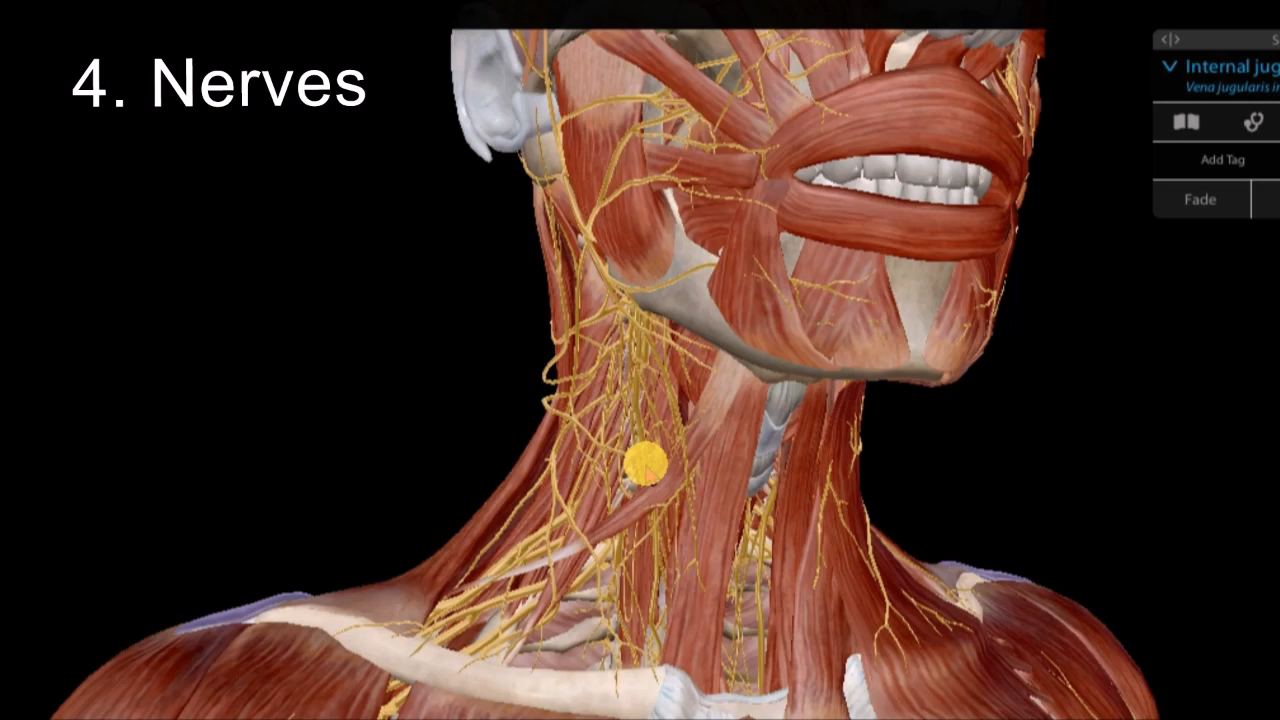 4. Nerves
Internal jug
Vena jugularis in
Add Tag
Fade